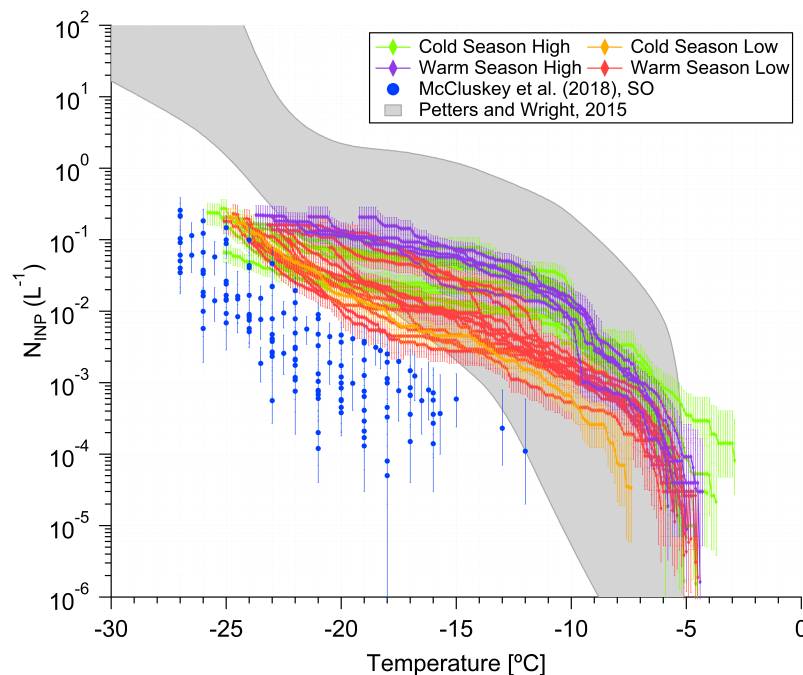 Cold Season High Cold Season Low
Warm Season High Warm Season Low
McCluskey et al. (2018), SO
Petters and Wright, 2015
10^2
10^1
10^0
10^-1
10^-2
10^-3
10^-4
10^-5
10^-6
N_INP (L^-1)
-30 -25 -20 -15 -10 -5 0
Temperature [ºC]